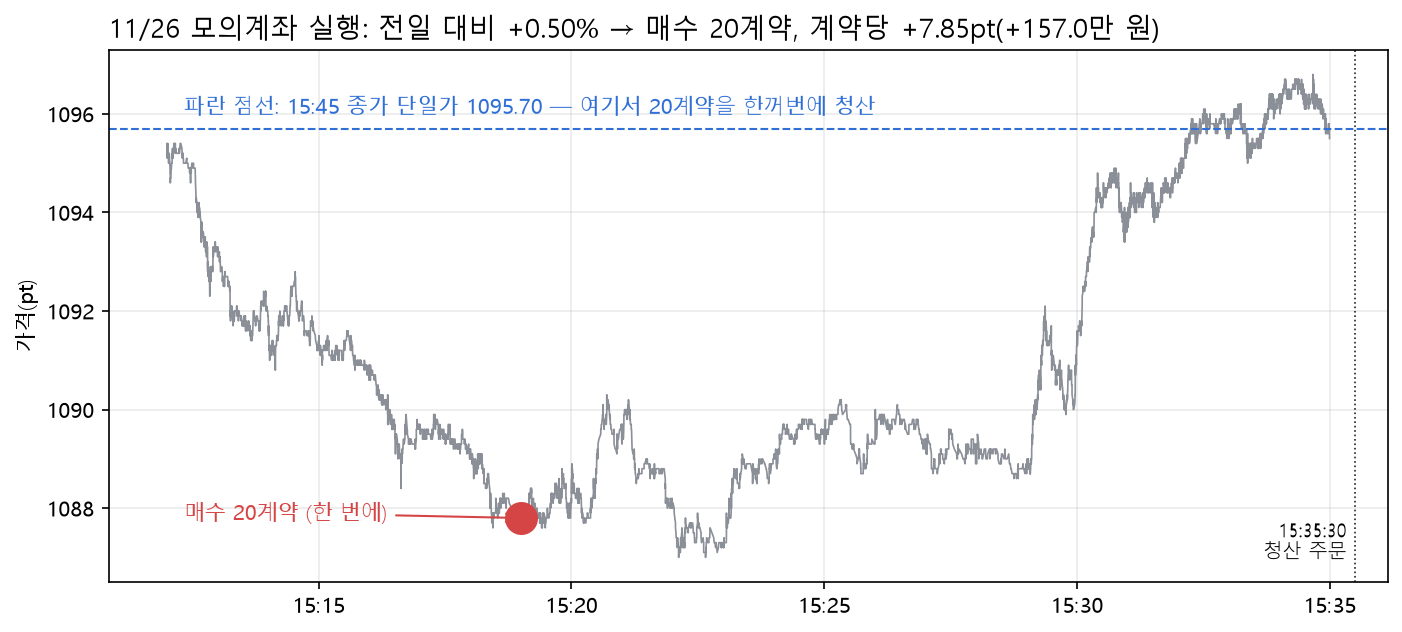 11/26 모의계좌 실행: 전일 대비 +0.50% → 매수 20계약, 계약당 +7.85pt(+157.0만 원)
파란 점선: 15:45 종가 단일가 1095.70 — 여기서 20계약을 한꺼번에 청산
가격(pt)
1096
1094
1092
1090
1088
매수 20계약 (한 번에)
15:35:30
청산 주문
15:15
15:20
15:25
15:30
15:35